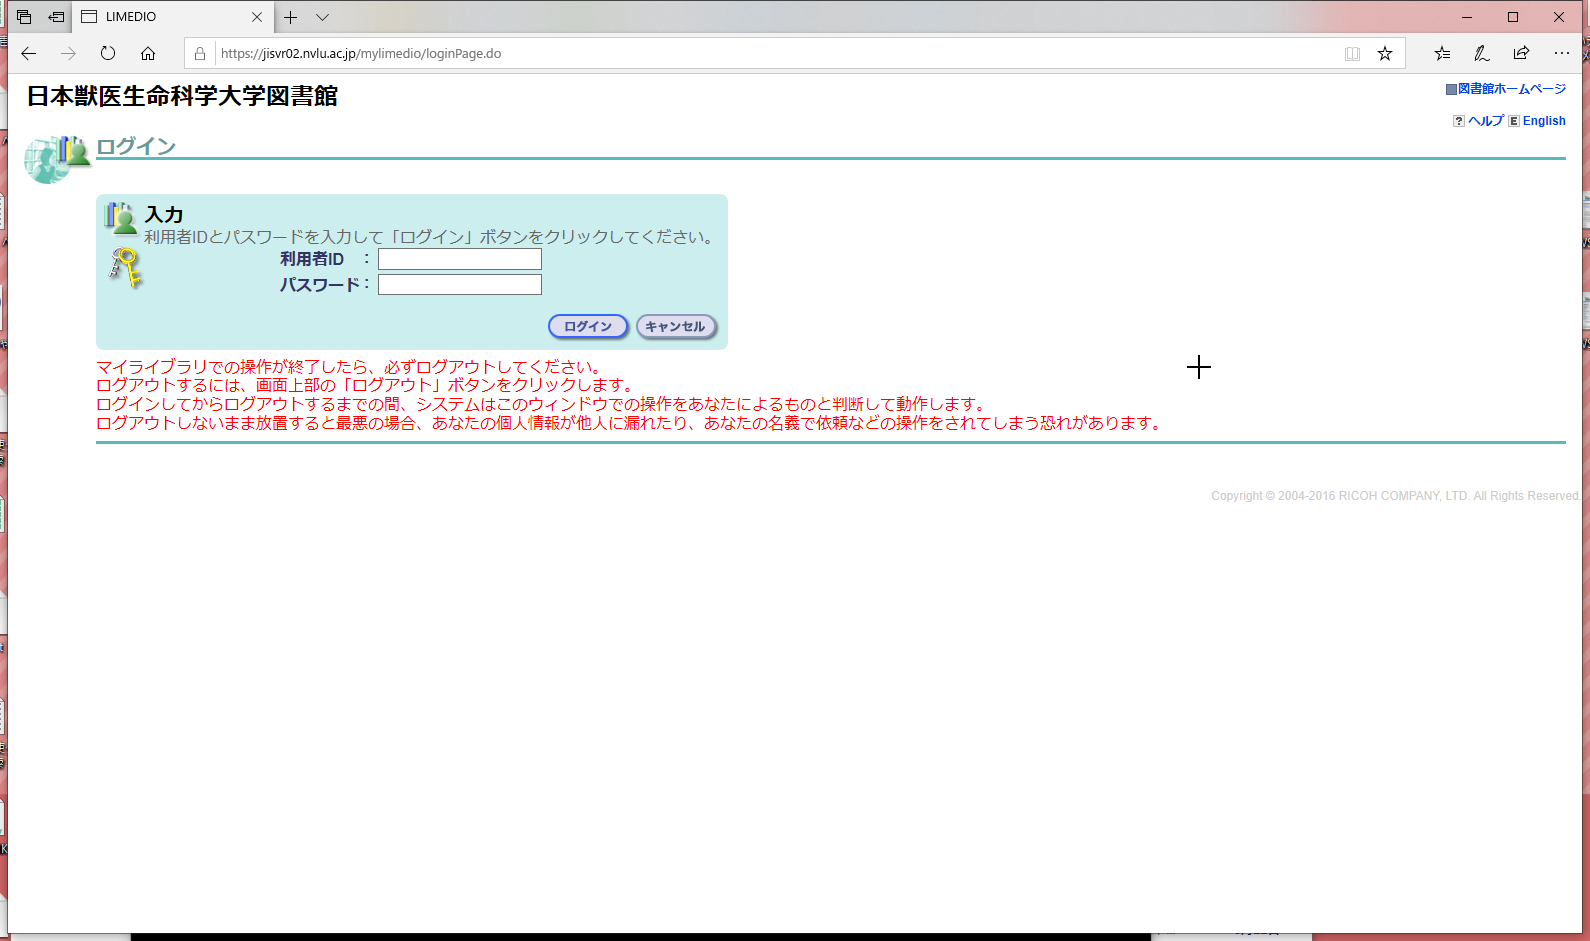 LIMEDIO
https://jisvr02.nvlu.ac.jp/mylimedio/loginPage.do
日本獣医生命科学大学図書館
図書館ホームページ
? ヘルプ E English
ログイン
入力
利用者IDとパスワードを入力して「ログイン」ボタンをクリックしてください。
利用者ID :
パスワード :
ログイン キャンセル
マイライブラリでの操作が終了したら、必ずログアウトしてください。
ログアウトするには、画面上部の「ログアウト」ボタンをクリックします。
ログインしてからログアウトするまでの間、システムはこのウィンドウでの操作をあなたによるものと判断して動作します。
ログアウトしないまま放置すると最悪の場合、あなたの個人情報が他人に漏れたり、あなたの名義で依頼などの操作をされてしまう恐れがあります。
Copyright © 2004-2016 RICOH COMPANY, LTD. All Rights Reserved.